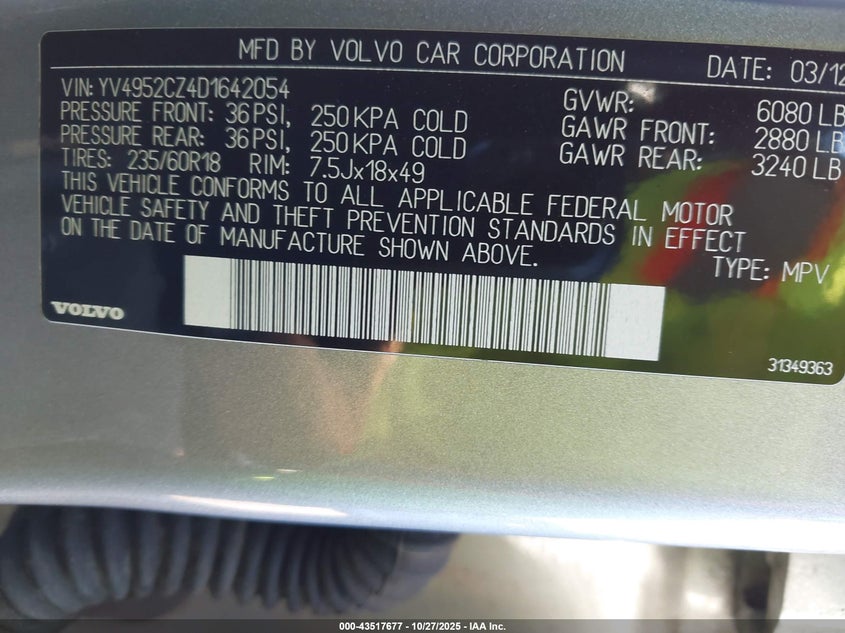 MFD BY VOLVO CAR CORPORATION DATE: 03/12
VIN: YV4952CZ4D1642054 GVWR: 6080 LB
PRESSURE FRONT: 36PSI, 250KPA COLD GAWR FRONT: 2880 LB
PRESSURE REAR: 36PSI, 250KPA COLD GAWR REAR: 3240 LB
TIRES: 235/60R18 RIM: 7.5Jx18x49
THIS VEHICLE CONFORMS TO ALL APPLICABLE FEDERAL MOTOR
VEHICLE SAFETY AND THEFT PREVENTION STANDARDS IN EFFECT
ON THE DATE OF MANUFACTURE SHOWN ABOVE.
TYPE: MPV
VOLVO
31349363
000-43517677 - 10/27/2025 - IAA Inc.